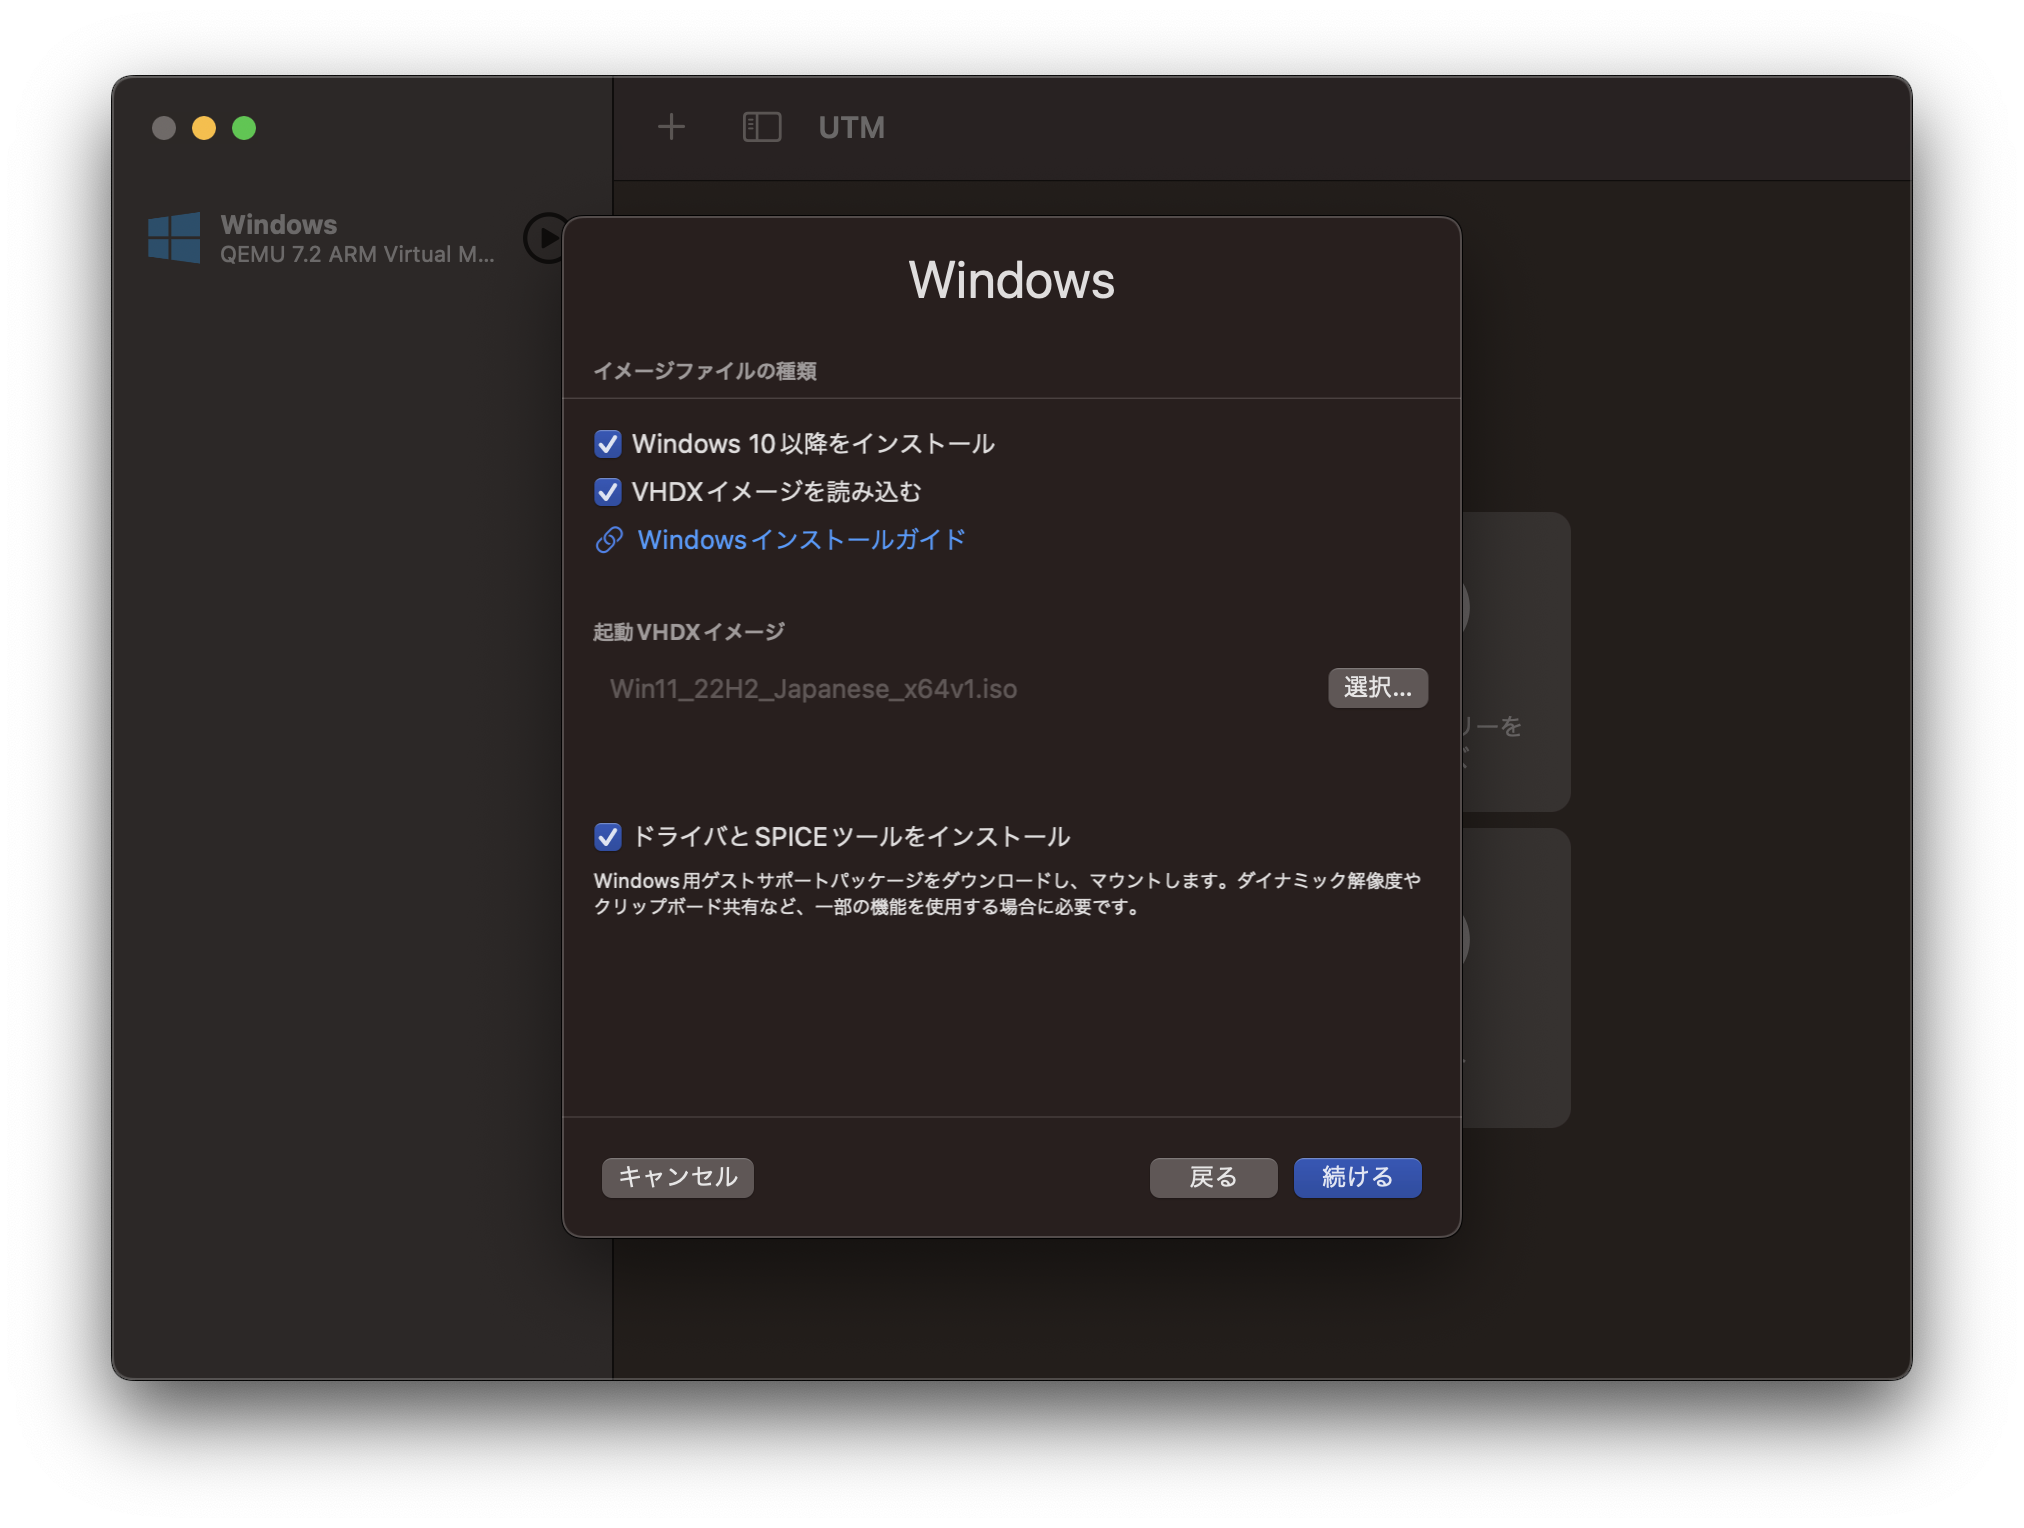 UTM
Windows
QEMU 7.2 ARM Virtual M...
Windows
イメージファイルの種類
Windows 10以降をインストール
VHDXイメージを読み込む
Windowsインストールガイド
起動VHDXイメージ
Win11_22H2_Japanese_x64v1.iso
選択...
リーを
ドライバとSPICEツールをインストール
Windows用ゲストサポートパッケージをダウンロードし、マウントします。ダイナミック解像度や
クリップボード共有など、一部の機能を使用する場合に必要です。
キャンセル
戻る
続ける